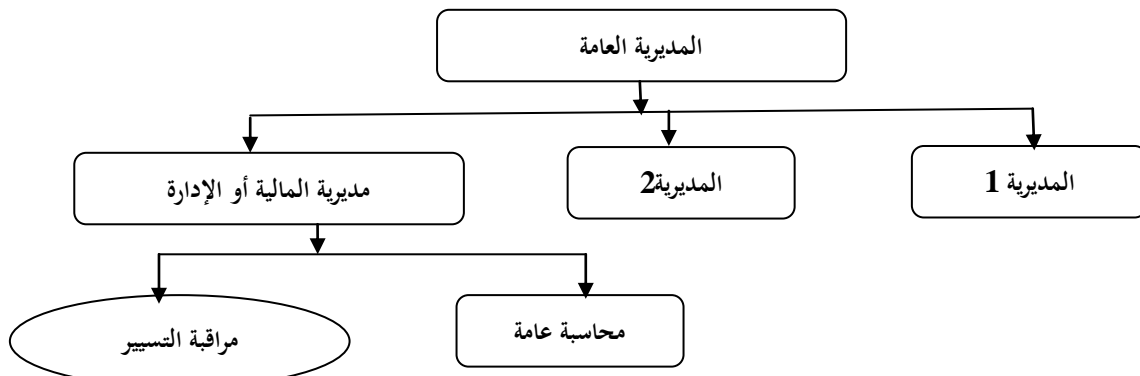 المديرية العامة
المديرية 1
المديرية2
مديرية المالية أو الإدارة
محاسبة عامة
مراقبة التسيير